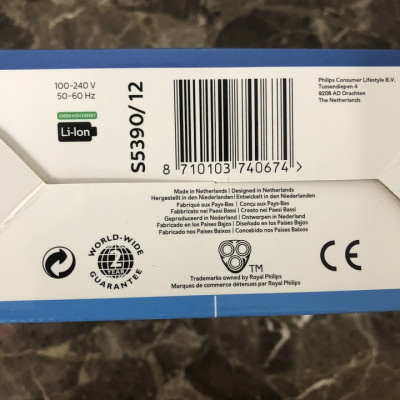 100-240 V
50-60 Hz
GREEN HIGH ENERGY
Li-Ion
S5390/12
8 710103 740674 >
Philips Consumer Lifestyle B.V.
Tussendiepen 4
9206 AD Drachten
The Netherlands
Made in Netherlands | Designed in Netherlands
Hergestellt in den Niederlanden | Entwickelt in den Niederlanden
Fabriqué aux Pays-Bas | Conçu aux Pays-Bas
Fabbricato nei Paesi Bassi | Creato nei Paesi Bassi
Geproduceerd in Nederland | Ontworpen in Nederland
Fabricado en los Países Bajos | Diseñado en los Países Bajos
Fabricado nos Países Baixos | Concebido nos Países Baixos
WORLD-WIDE
2
YEAR
GUARANTEE
TM
CE
Trademarks owned by Royal Philips
Marques de commerce détenues par Royal Philips